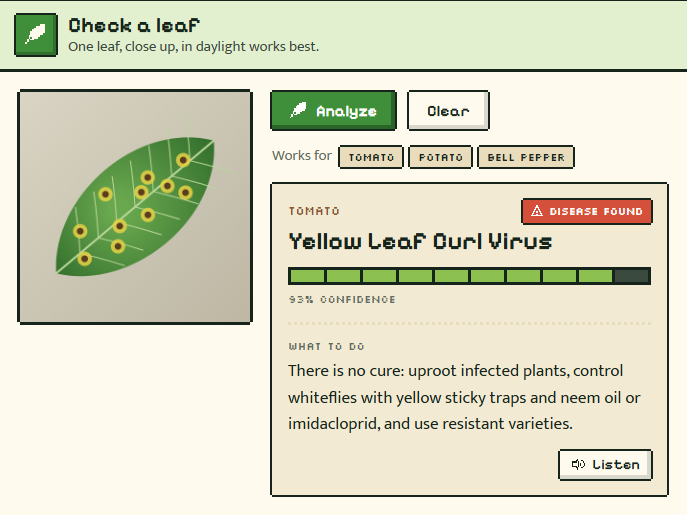 Check a leaf
One leaf, close up, in daylight works best.
Analyze
Clear
Works for
TOMATO
POTATO
BELL PEPPER
TOMATO
DISEASE FOUND
Yellow Leaf Curl Virus
93% CONFIDENCE
WHAT TO DO
There is no cure: uproot infected plants, control
whiteflies with yellow sticky traps and neem oil or
imidacloprid, and use resistant varieties.
Listen